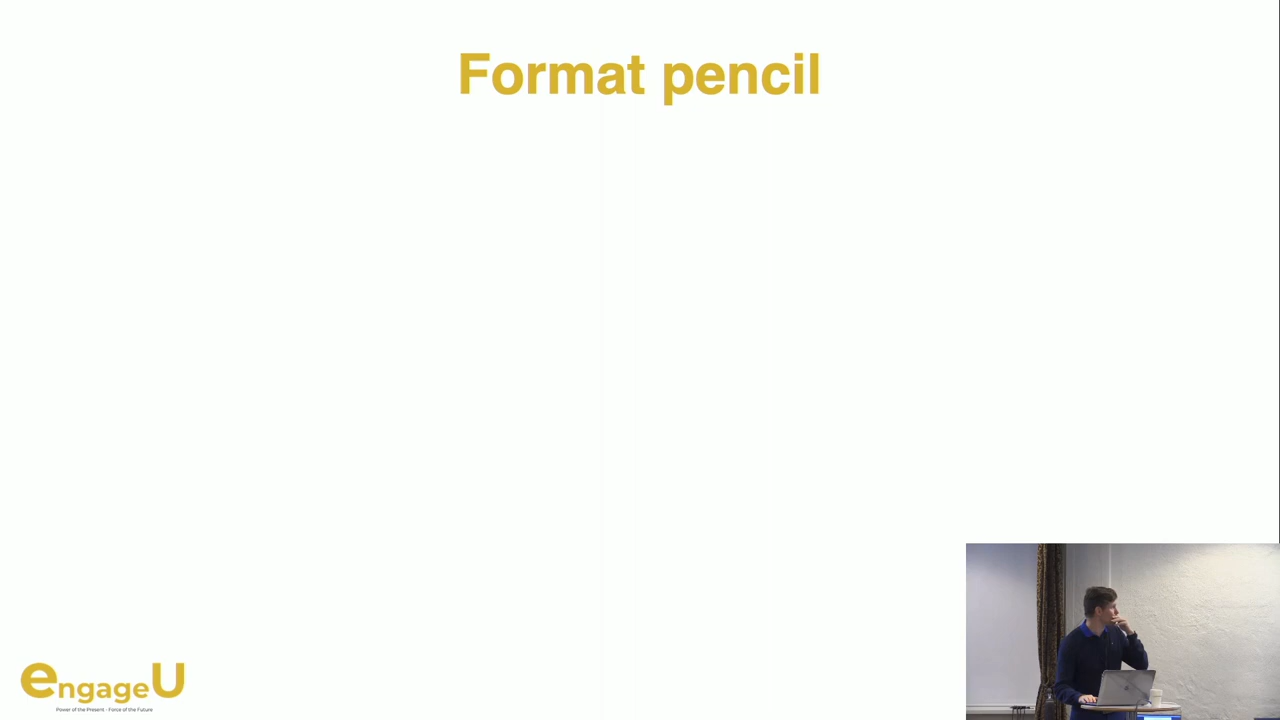 Format pencil
engageU
Power of the Present - Force of the Future